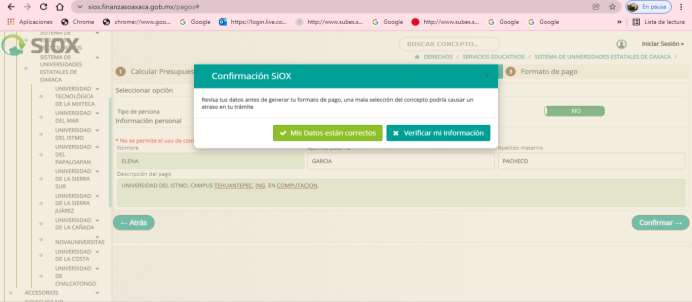 siox.finanzasoaxaca.gob.mx/pagos#
En pausa
Aplicaciones
Chrome
chrome://www.goo...
G Google
Google
https://login.live.co...
Google
http://www.subes.s...
Google
Google
http://www.subes.s...
Google
Google
Lista de lectura
SIOX
BUSCAR CONCEPTO...
Iniciar Sesión
DERECHOS / SERVICIOS EDUCATIVOS / SISTEMA DE UNIVERSIDADES ESTATALES DE OAXACA /
SISTEMA DE
UNIVERSIDADES
ESTATALES DE
OAXACA
UNIVERSIDAD
TECNOLÓGICA
DE LA MIXTECA
UNIVERSIDAD
DEL MAR
UNIVERSIDAD
DEL ISTMO
UNIVERSIDAD
DEL
PAPALOAPAN
UNIVERSIDAD
DE LA SIERRA
SUR
UNIVERSIDAD
DE LA SIERRA
JUÁREZ
UNIVERSIDAD
DE LA CAÑADA
NOVAUNIVERSITAS
UNIVERSIDAD
DE LA COSTA
UNIVERSIDAD
DE
CHALCATONGO
ACCESORIOS
1 Calcular Presupues
3 Formato de pago
Seleccionar opción
Tipo de persona
NO
Información personal
* No se permite el uso de
Nombre
Apellido materno
ELENA
GARCIA
PACHECO
Descripción del pago
UNIVERSIDAD DEL ISTMO, CAMPUS TEHUANTEPEC, ING. EN COMPUTACION.
← Atrás
Confirmar →
Confirmación SIOX
Revisa tus datos antes de generar tu formato de pago, una mala selección del concepto podría causar un
atraso en tu trámite
✔ Mis Datos están correctos
✖ Verificar mi Información